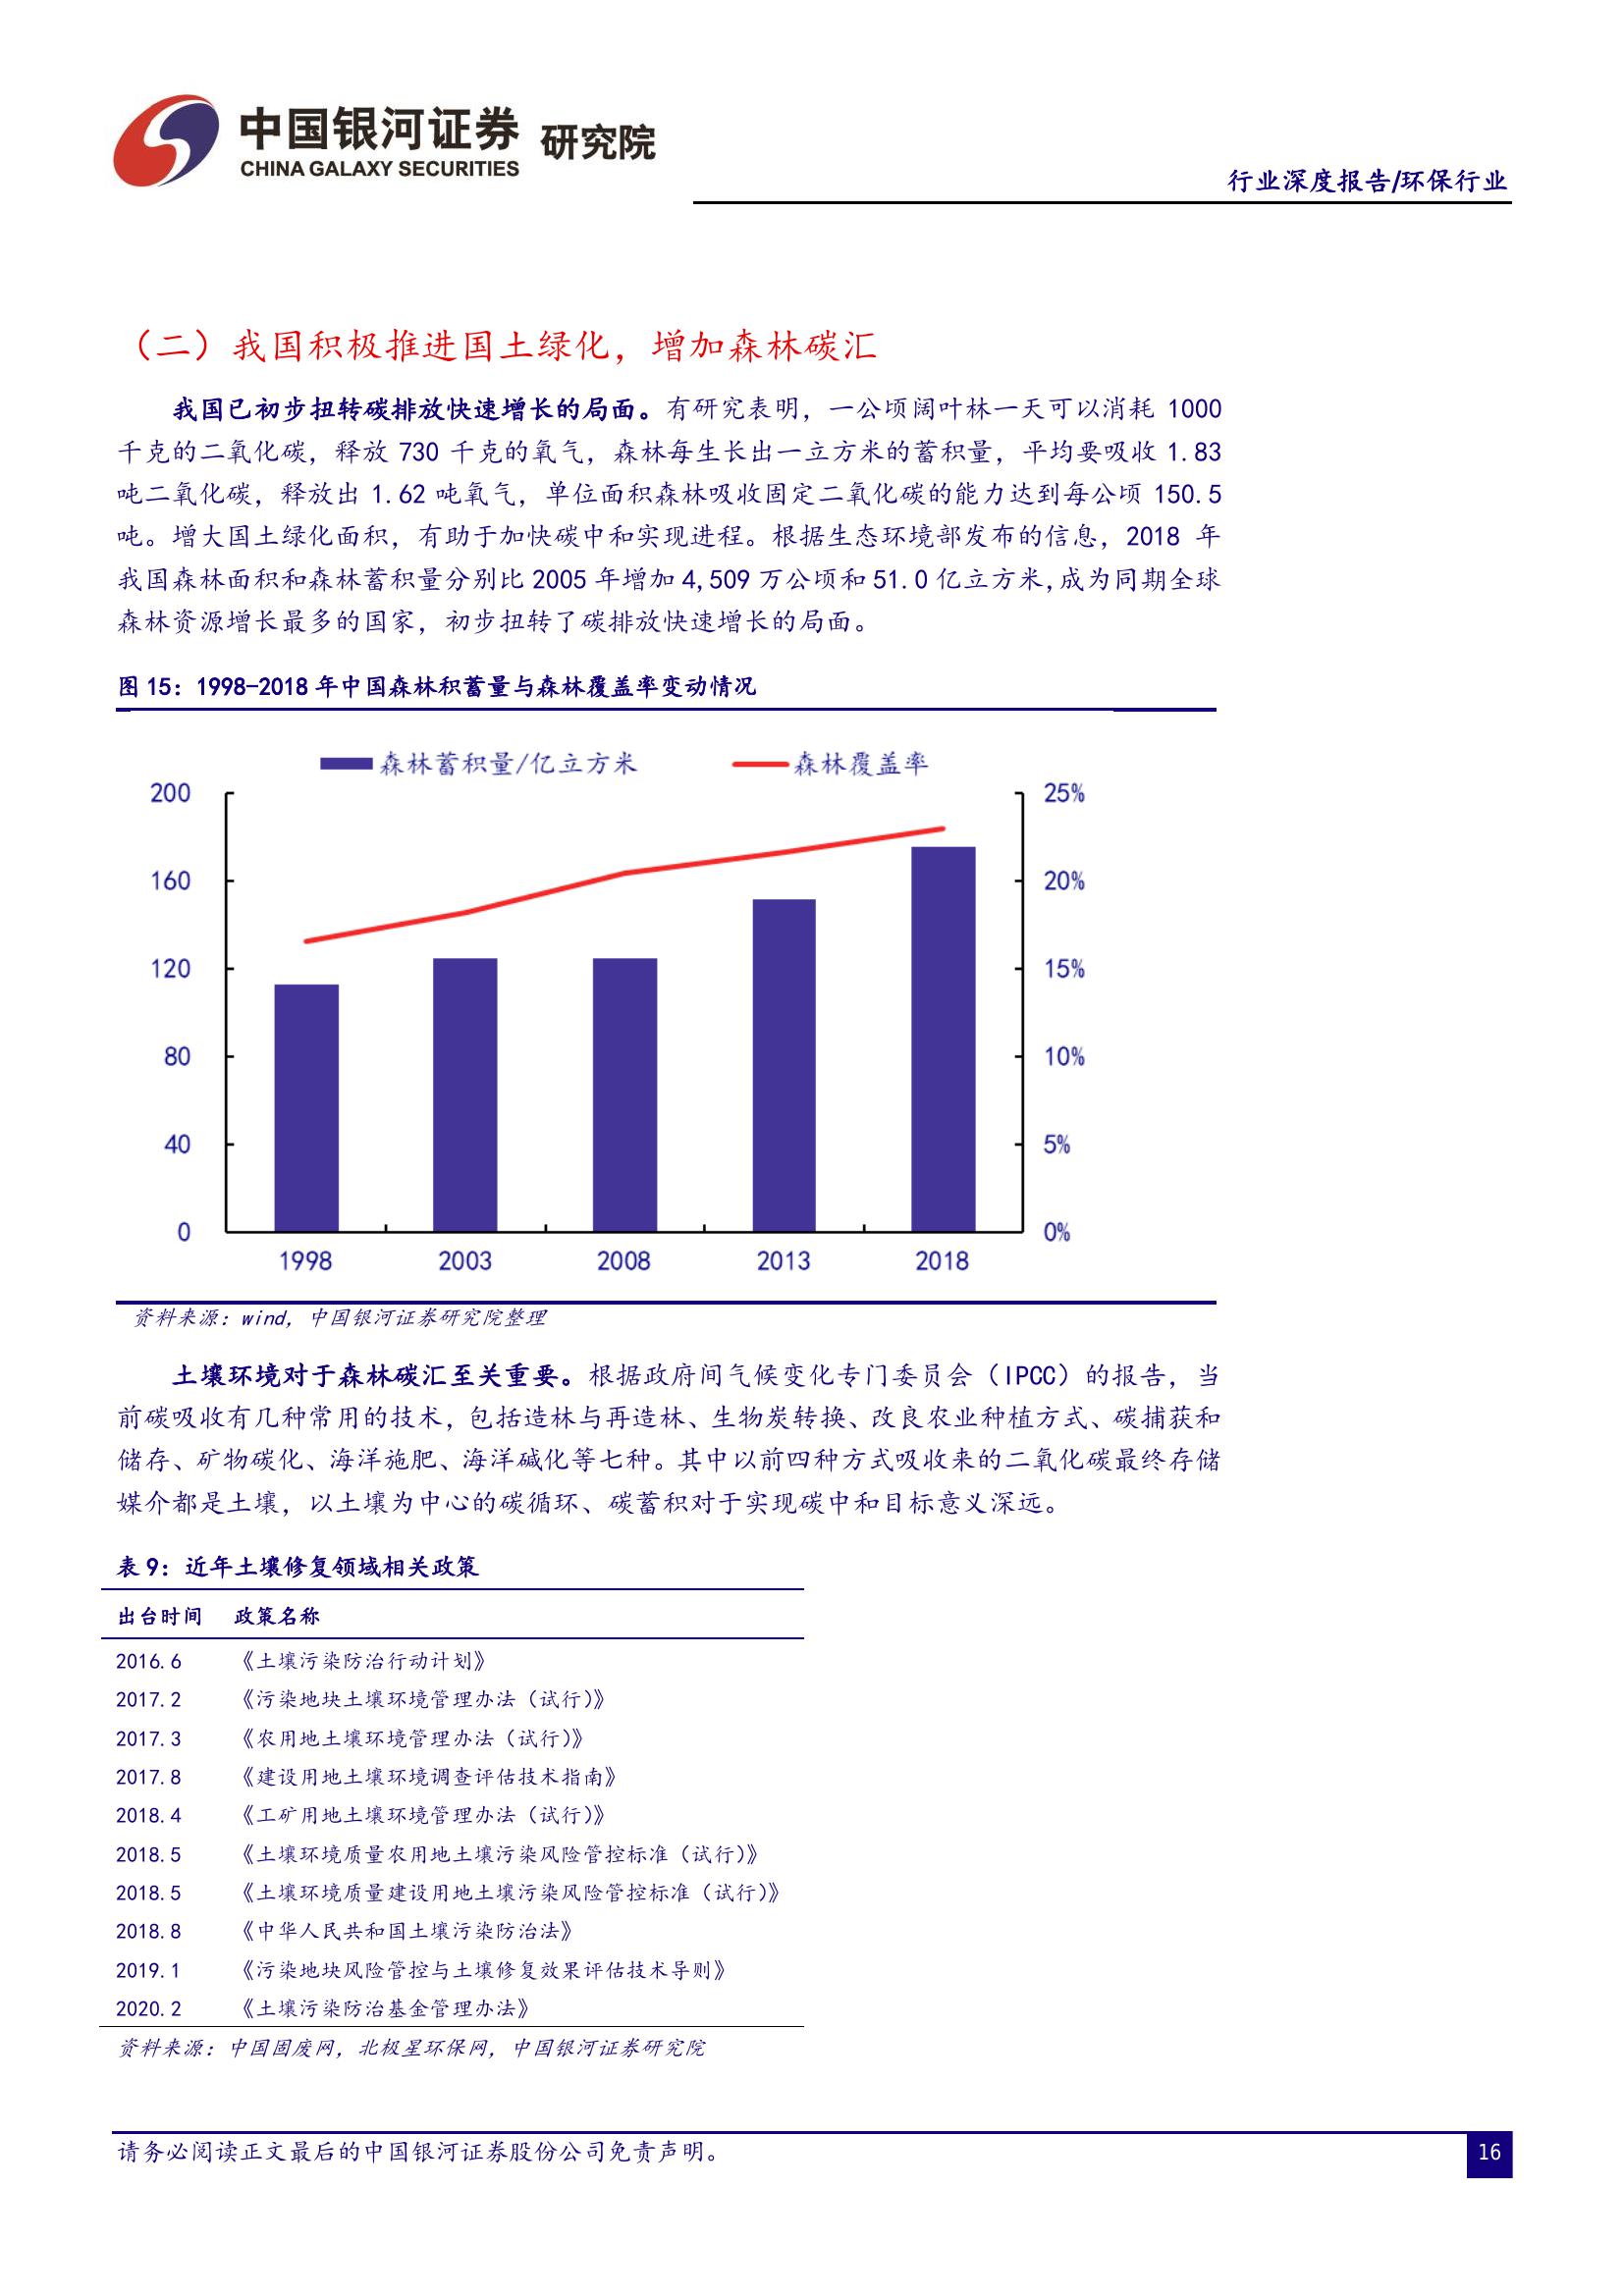 中国银河证券 研究院
CHINA GALAXY SECURITIES
行业深度报告/环保行业
（二）我国积极推进国土绿化，增加森林碳汇
我国已初步扭转碳排放快速增长的局面。有研究表明，一公顷阔叶林一天可以消耗 1000
千克的二氧化碳，释放 730 千克的氧气，森林每生长出一立方米的蓄积量，平均要吸收 1.83
吨二氧化碳，释放出 1.62 吨氧气，单位面积森林吸收固定二氧化碳的能力达到每公顷 150.5
吨。增大国土绿化面积，有助于加快碳中和实现进程。根据生态环境部发布的信息，2018 年
我国森林面积和森林蓄积量分别比 2005 年增加 4,509 万公顷和 51.0 亿立方米,成为同期全球
森林资源增长最多的国家，初步扭转了碳排放快速增长的局面。
图 15：1998-2018 年中国森林积蓄量与森林覆盖率变动情况
森林蓄积量/亿立方米 森林覆盖率
200 25%
160 20%
120 15%
80 10%
40 5%
0 0%
1998 2003 2008 2013 2018
资料来源：wind，中国银河证券研究院整理
土壤环境对于森林碳汇至关重要。根据政府间气候变化专门委员会（IPCC）的报告，当
前碳吸收有几种常用的技术，包括造林与再造林、生物炭转换、改良农业种植方式、碳捕获和
储存、矿物碳化、海洋施肥、海洋碱化等七种。其中以前四种方式吸收来的二氧化碳最终存储
媒介都是土壤，以土壤为中心的碳循环、碳蓄积对于实现碳中和目标意义深远。
表 9：近年土壤修复领域相关政策
出台时间 政策名称
2016.6 《土壤污染防治行动计划》
2017.2 《污染地块土壤环境管理办法（试行）》
2017.3 《农用地土壤环境管理办法（试行）》
2017.8 《建设用地土壤环境调查评估技术指南》
2018.4 《工矿用地土壤环境管理办法（试行）》
2018.5 《土壤环境质量农用地土壤污染风险管控标准（试行）》
2018.5 《土壤环境质量建设用地土壤污染风险管控标准（试行）》
2018.8 《中华人民共和国土壤污染防治法》
2019.1 《污染地块风险管控与土壤修复效果评估技术导则》
2020.2 《土壤污染防治基金管理办法》
资料来源：中国固废网，北极星环保网，中国银河证券研究院
请务必阅读正文最后的中国银河证券股份公司免责声明。
16